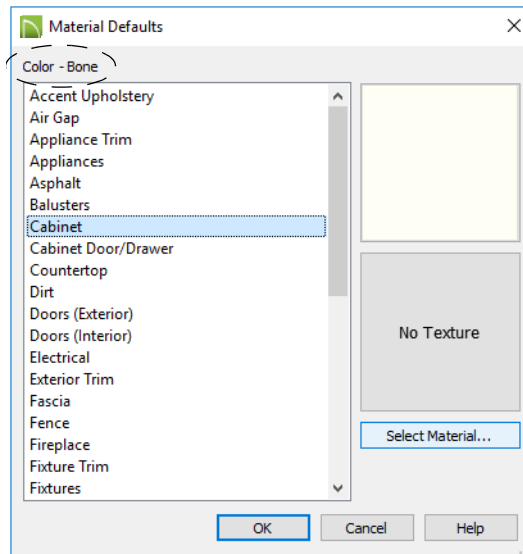 Material Defaults
Color - Bone
Accent Upholstery
Air Gap
Appliance Trim
Appliances
Asphalt
Balusters
Cabinet
Cabinet Door/Drawer
Countertop
Dirt
Doors (Exterior)
Doors (Interior)
Electrical
Exterior Trim
Fascia
Fence
Fireplace
Fixture Trim
Fixtures
No Texture
Select Material...
OK
Cancel
Help